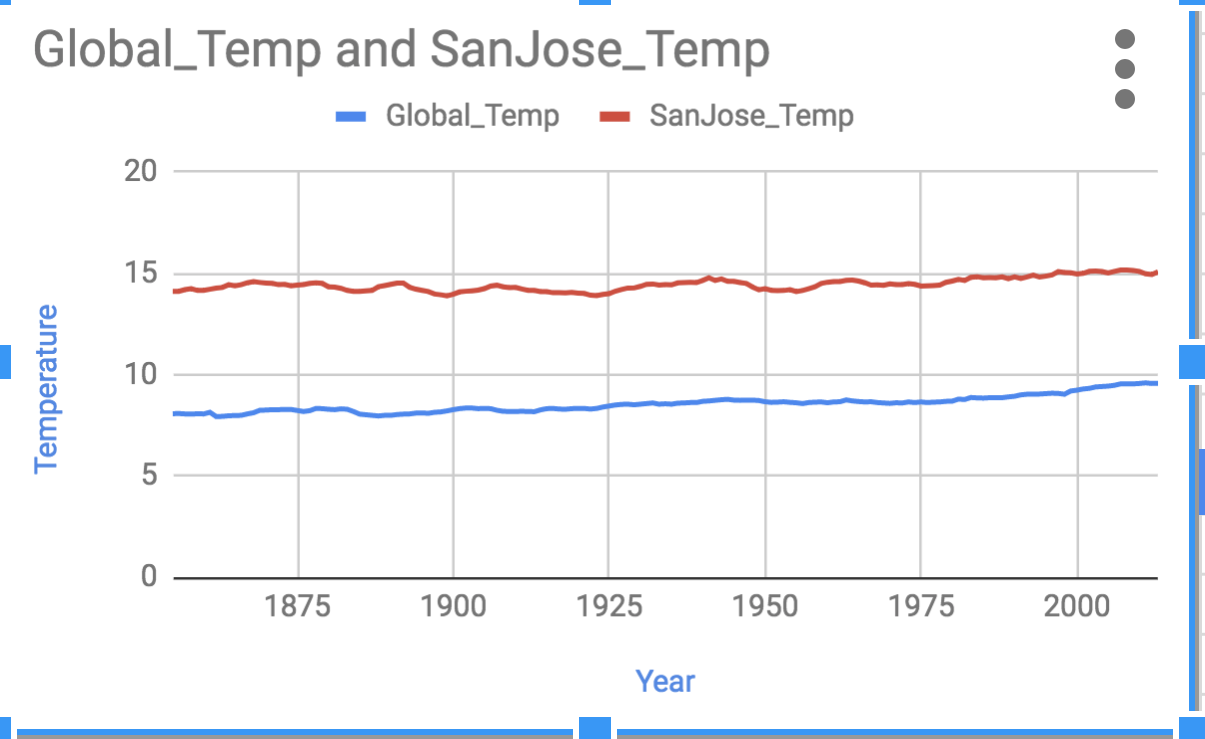 Global_Temp and SanJose_Temp
Global_Temp SanJose_Temp
20
15
10
5
0
Temperature
1875 1900 1925 1950 1975 2000
Year